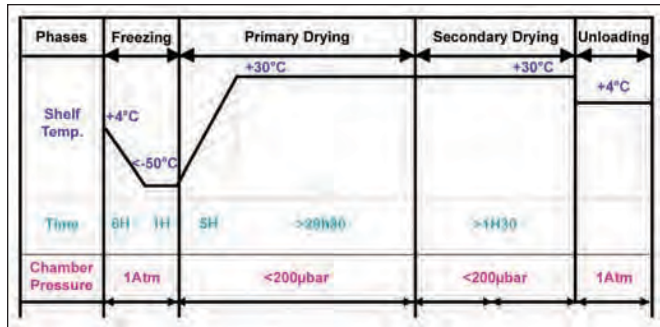 Phases Freezing Primary Drying Secondary Drying Unloading
+30°C +30°C
+4°C
Shelf +4°C
Temp.
<-50°C
Time 6H 1H 5H >1H30
Chamber
Pressure 1Atm <200µbar <200µbar 1Atm